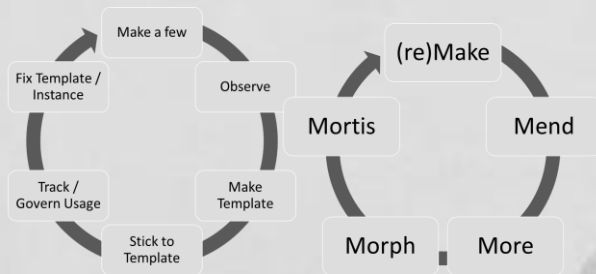 Make a few
Observe
Make
Template
Stick to
Template
Track /
Govern Usage
Fix Template /
Instance
(re)Make
Mend
More
Morph
Mortis